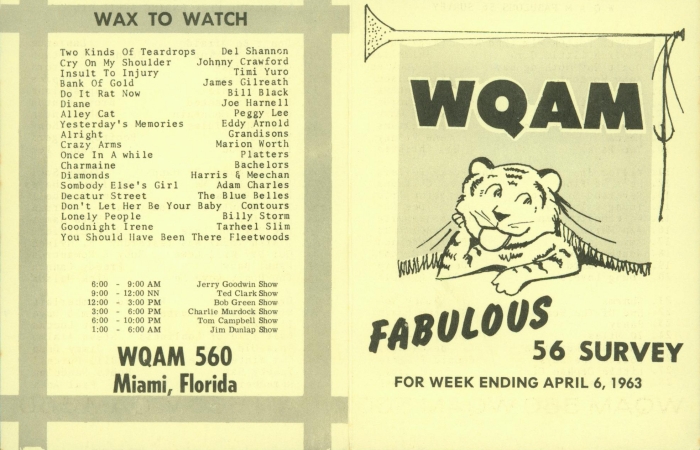 WAX TO WATCH
Two Kinds Of Teardrops Del Shannon
Cry On My Shoulder Johnny Crawford
Insult To Injury Timi Yuro
Bank Of Gold James Gilreath
Do It Rat Now Bill Black
Diane Joe Harnell
Alley Cat Peggy Lee
Yesterday's Memories Eddy Arnold
Alright Grandisons
Crazy Arms Marion Worth
Once In A while Platters
Charmaine Bachelors
Diamonds Harris & Meechan
Sombody Else's Girl Adam Charles
Decatur Street The Blue Belles
Don't Let Her Be Your Baby Contours
Lonely People Billy Storm
Goodnight Irene Tarheel Slim
You Should Have Been There Fleetwoods
6:00 - 9:00 AM Jerry Goodwin Show
9:00 - 12:00 NN Ted Clark Show
12:00 - 3:00 PM Bob Green Show
3:00 - 6:00 PM Charlie Murdock Show
6:00 - 10:00 PM Tom Campbell Show
1:00 - 6:00 AM Jim Dunlap Show
WQAM 560
Miami, Florida
WQAM
FABULOUS
56 SURVEY
FOR WEEK ENDING APRIL 6, 1963